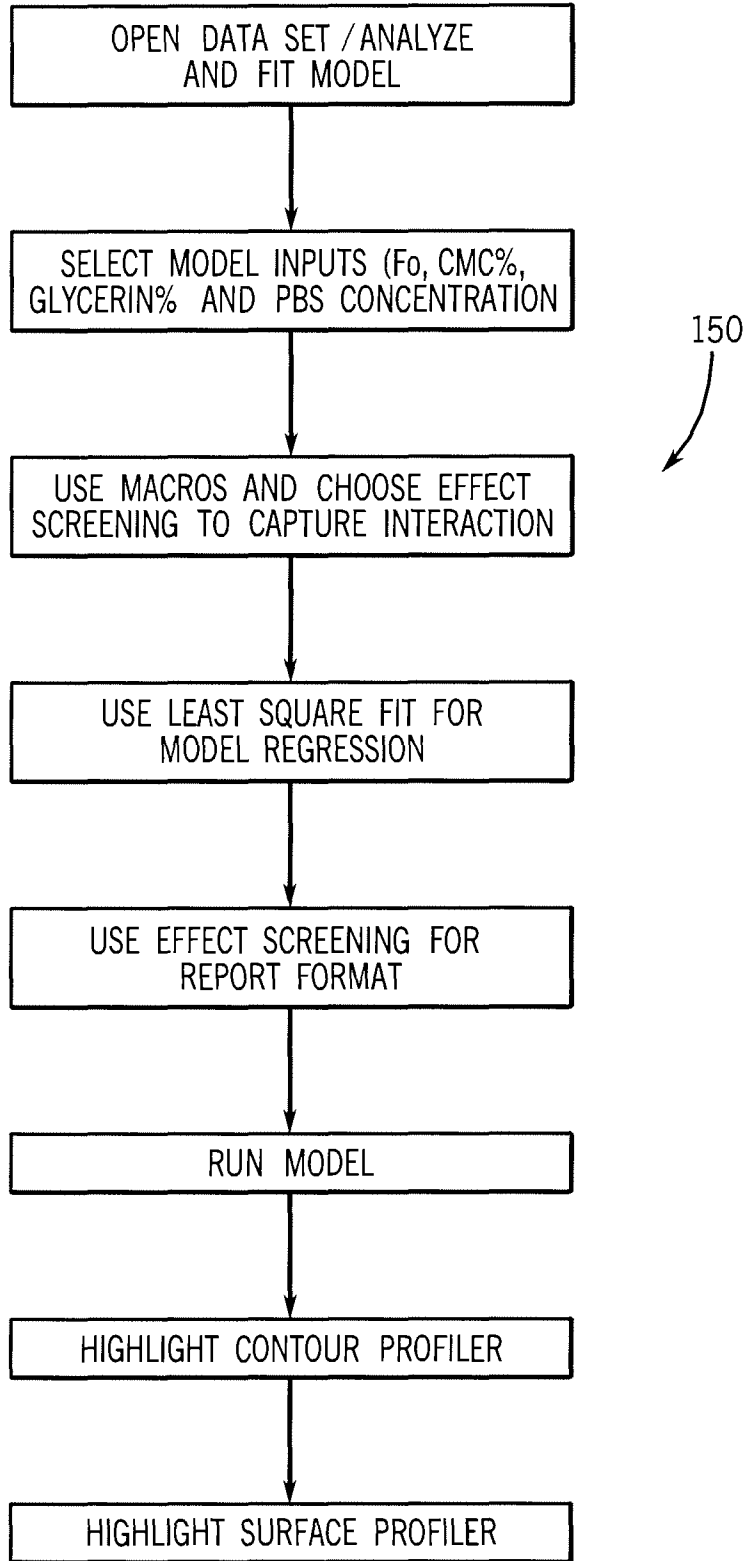 OPEN DATA SET / ANALYZE
AND FIT MODEL
SELECT MODEL INPUTS (Fo, CMC%,
GLYCERIN% AND PBS CONCENTRATION
150
USE MACROS AND CHOOSE EFFECT
SCREENING TO CAPTURE INTERACTION
USE LEAST SQUARE FIT FOR
MODEL REGRESSION
USE EFFECT SCREENING FOR
REPORT FORMAT
RUN MODEL
HIGHLIGHT CONTOUR PROFILER
HIGHLIGHT SURFACE PROFILER